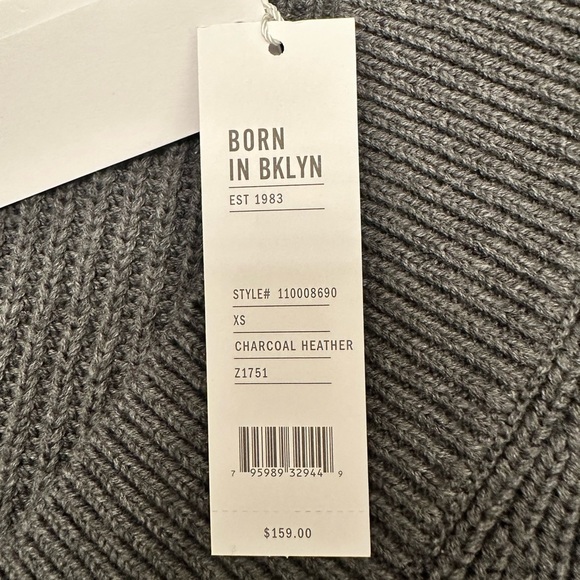 BORN
IN BKLYN
EST 1983
STYLE# 110008690
XS
CHARCOAL HEATHER
Z1751
7 95989 32944 9
$159.00